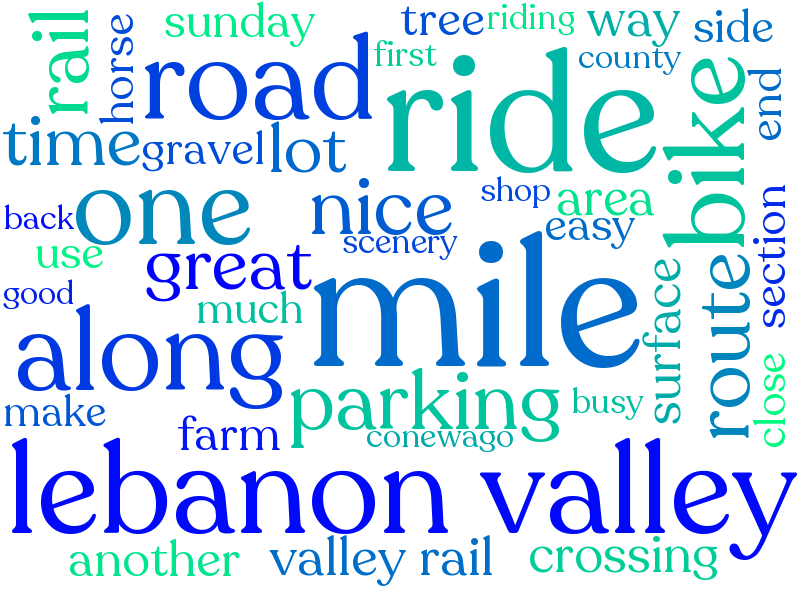 sunday
tree
riding
way
side
rail
horse
road
first
ride
county
bike
end
time
gravel
lot
back
one
nice
shop
area
easy
scenery
use
great
good
much
mile
surface
route
section
along
parking
busy
close
make
farm
conewago
lebanon valley
another
valley rail
crossing